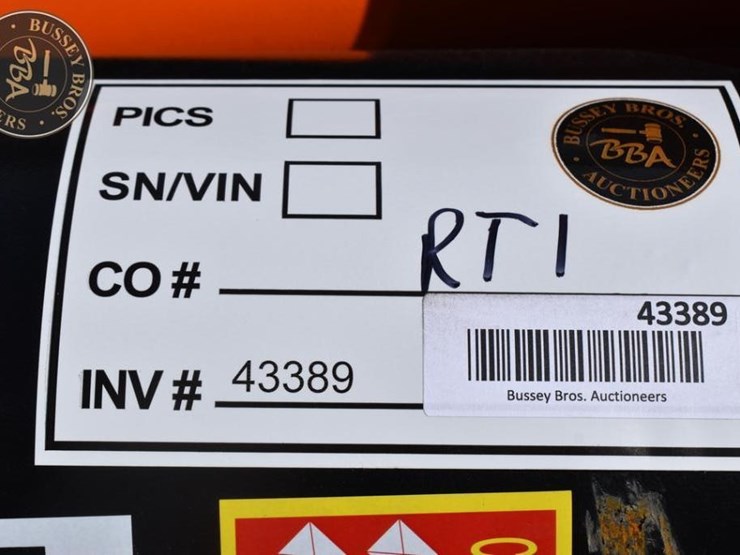 BUSSEY BROS.
BBA
ERS
PICS
BUSSEY BROS.
BBA
AUCTIONEERS
SN/VIN
RT1
CO #
43389
INV # 43389
Bussey Bros. Auctioneers